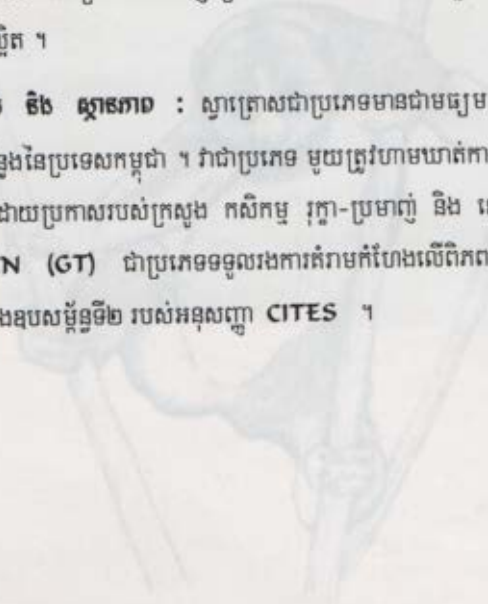 ្លិត ។
និង ស្ថានភាព : ស្វាត្រោសជាប្រភេទមានជាមធ្យម
ន្លែងនៃប្រទេសកម្ពុជា ។ វាជាប្រភេទ មួយត្រូវហាមឃាត់កា
ដោយប្រកាសរបស់ក្រសួង កសិកម្ម រុក្ខា-ប្រមាញ់ និង នេ
N (GT) ជាប្រភេទទទួលរងការគំរាមកំហែងលើពិភព
ងឧបសម្ព័ន្ធទី២ របស់អនុសញ្ញា CITES ។